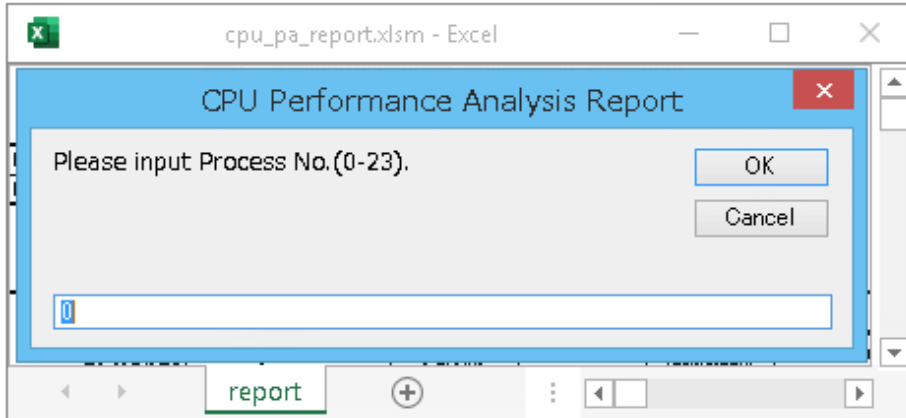 cpu_pa_report.xlsm - Excel
CPU Performance Analysis Report
Please input Process No.(0-23).
OK
Cancel
0
report